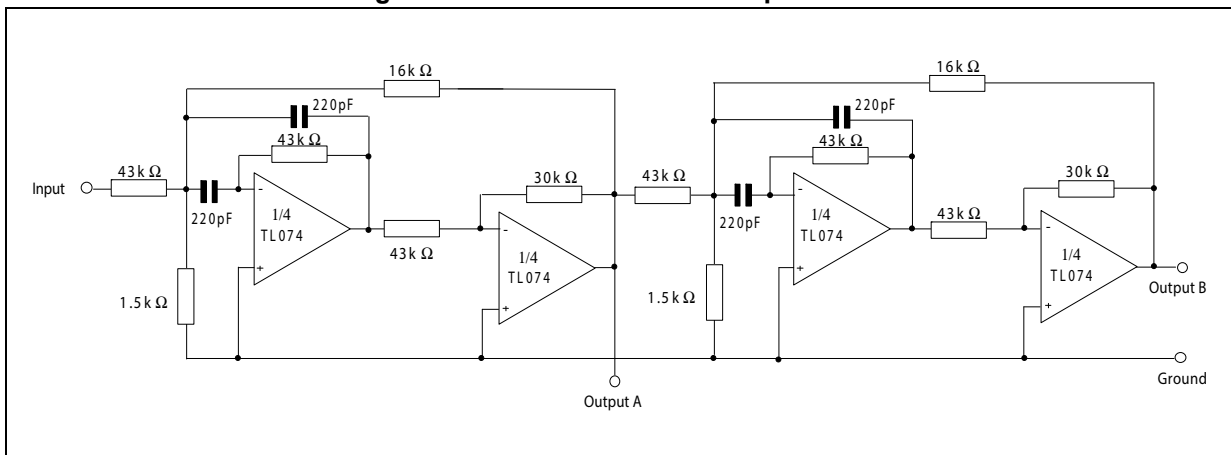 16k Ω
220pF
43k Ω
43k Ω
Input
220pF
-
1/4
TL074
+
1.5k Ω
43k Ω
30k Ω
-
1/4
TL074
+
Output A
43k Ω
16k Ω
220pF
43k Ω
220pF
-
1/4
TL074
+
1.5k Ω
43k Ω
30k Ω
-
1/4
TL074
+
Output B
Ground